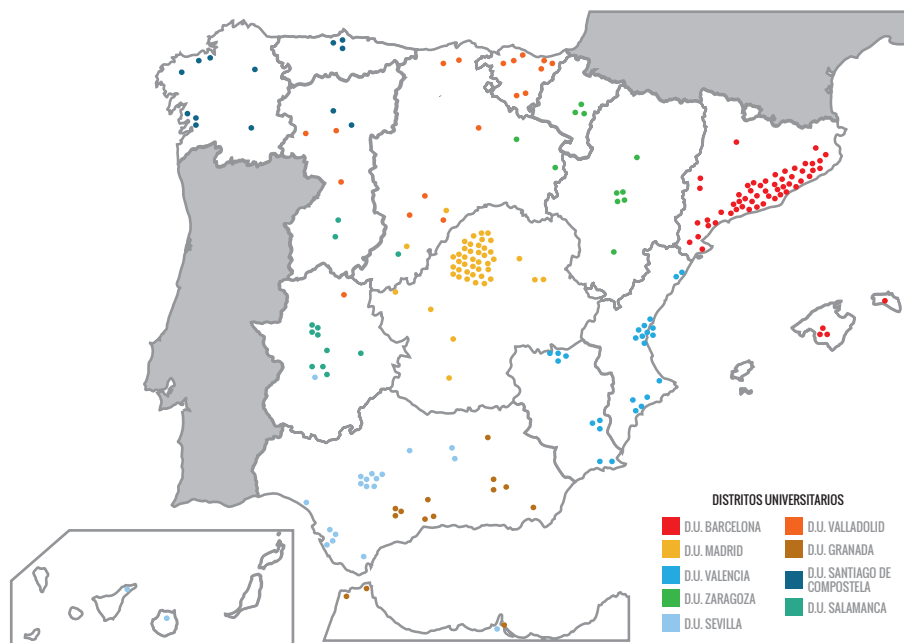 DISTRITOS UNIVERSITARIOS
D.U. BARCELONA
D.U. MADRID
D.U. VALENCIA
D.U. ZARAGOZA
D.U. SEVILLA
D.U. VALLADOLID
D.U. GRANADA
D.U. SANTIAGO DE
COMPOSTELA
D.U. SALAMANCA